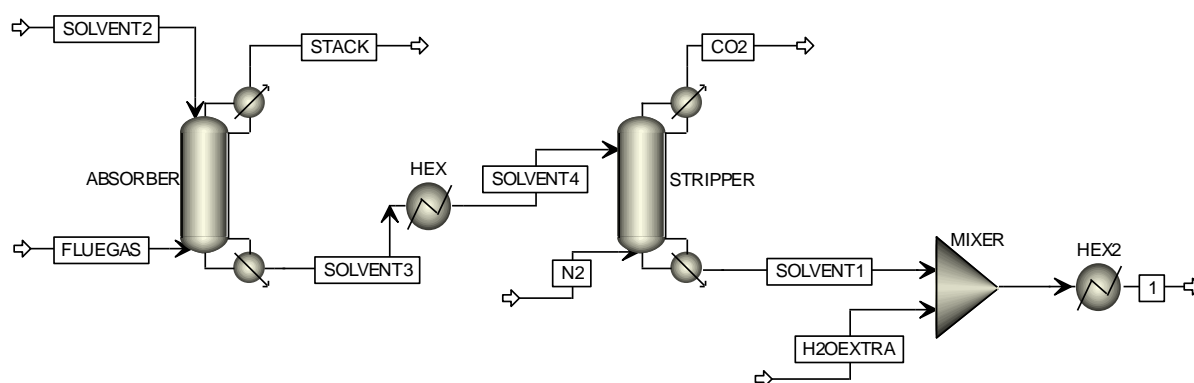 SOLVENT2
STACK
ABSORBER
FLUEGAS
SOLVENT3
HEX
SOLVENT4
CO2
STRIPPER
N2
SOLVENT1
H2OEXTRA
MIXER
HEX2
1